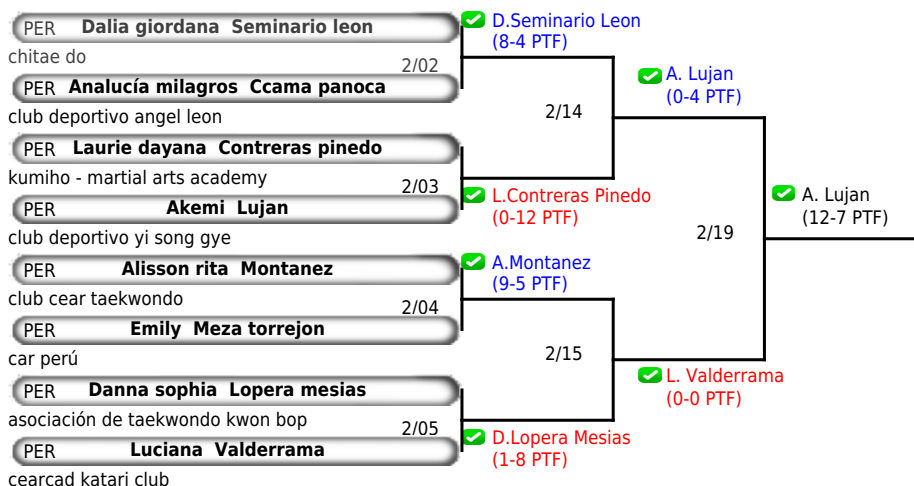 PER Dalia giordana Seminario leon
chitae do
2/02
PER Analucía milagros Ccama panoca
club deportivo angel leon
PER Laurie dayana Contreras pinedo
kumiho - martial arts academy
2/03
PER Akemi Lujan
club deportivo yi song gye
PER Alisson rita Montanez
club cear taekwondo
2/04
PER Emily Meza torrejon
car perú
PER Danna sophia Lopera mesias
asociación de taekwondo kwon bop
2/05
PER Luciana Valderrama
cearcad katari club
D.Seminario Leon
(8-4 PTF)
2/14
L.Contreras Pinedo
(0-12 PTF)
A.Montanez
(9-5 PTF)
2/15
D.Lopera Mesias
(1-8 PTF)
A. Lujan
(0-4 PTF)
2/19
L. Valderrama
(0-0 PTF)
A. Lujan
(12-7 PTF)